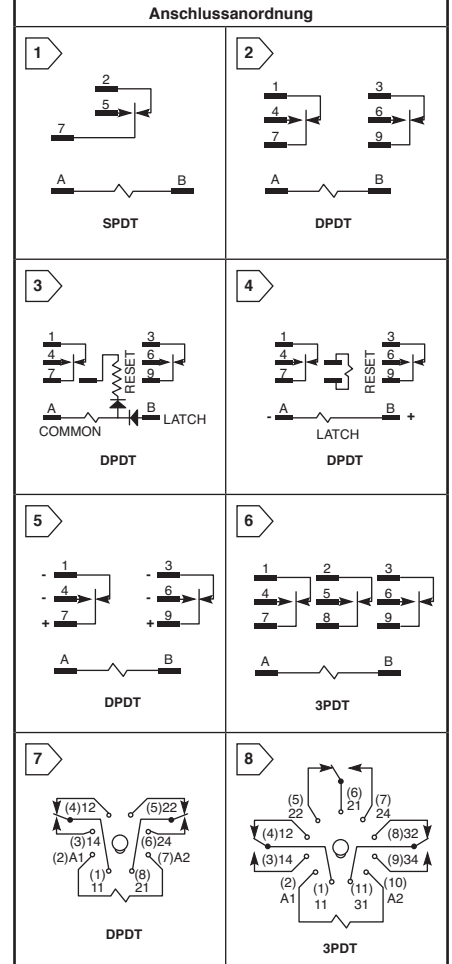 Anschlussanordnung
1
2
5
7
A B
SPDT
2
1 3
4 6
7 9
A B
DPDT
3
1 3
4 6
7 9
RESET
A B LATCH
COMMON
DPDT
4
1 3
4 6
7 9
RESET
- A B +
LATCH
DPDT
5
- 1 - 3
- 4 - 6
+ 7 + 9
A B
DPDT
6
1 2 3
4 5 6
7 8 9
A B
3PDT
7
(4)12 (5)22
(3)14 (6)24
(2)A1 (7)A2
(1) (8)
11 21
DPDT
8
(6)
(5) 21 (7)
22 24
(4)12 (8)32
(3)14 (9)34
(2) (1) (11) (10)
A1 11 31 A2
3PDT